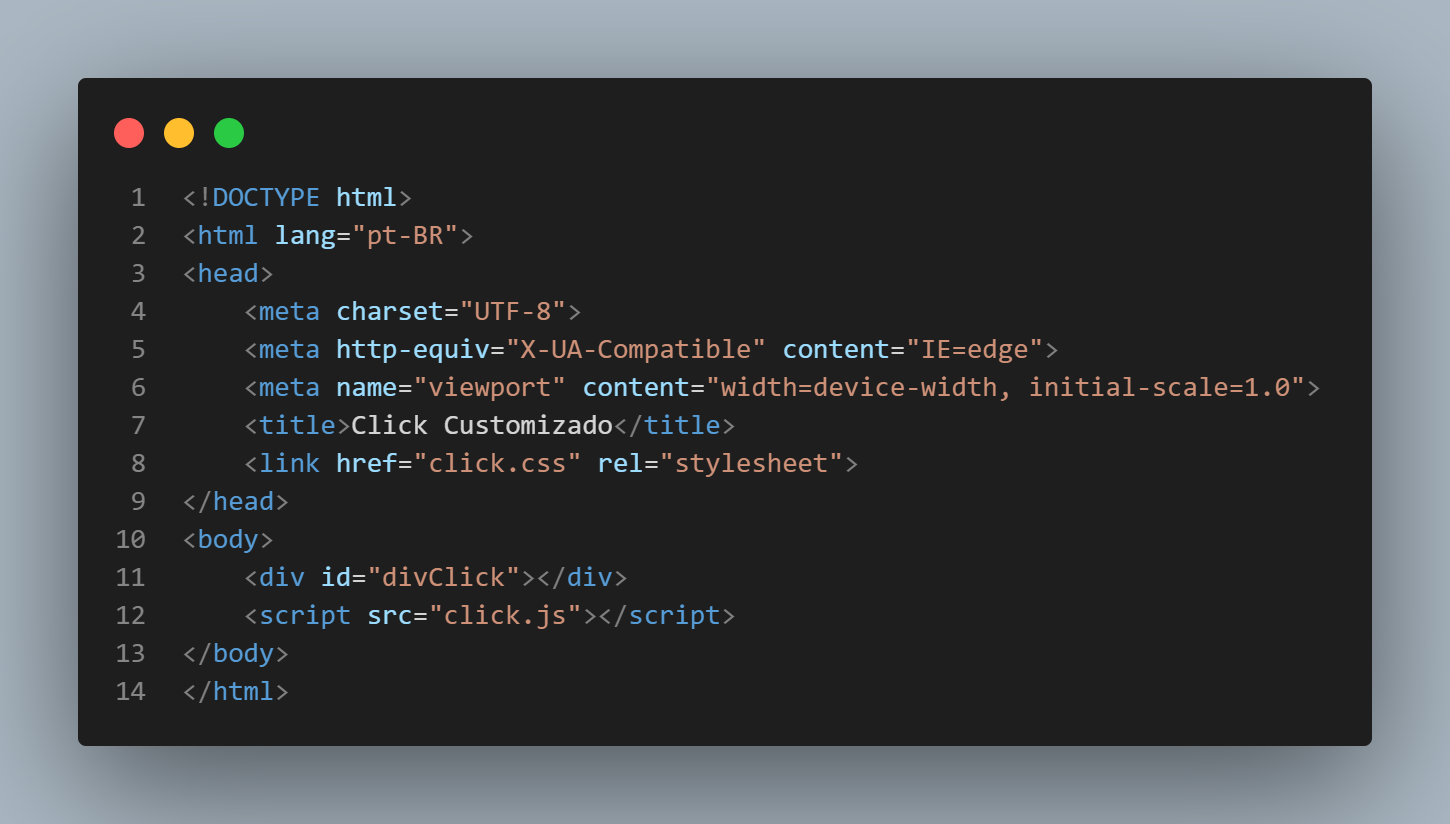 1 <!DOCTYPE html>
2 <html lang="pt-BR">
3 <head>
4     <meta charset="UTF-8">
5     <meta http-equiv="X-UA-Compatible" content="IE=edge">
6     <meta name="viewport" content="width=device-width, initial-scale=1.0">
7     <title>Click Customizado</title>
8     <link href="click.css" rel="stylesheet">
9 </head>
10 <body>
11     <div id="divClick"></div>
12     <script src="click.js"></script>
13 </body>
14 </html>